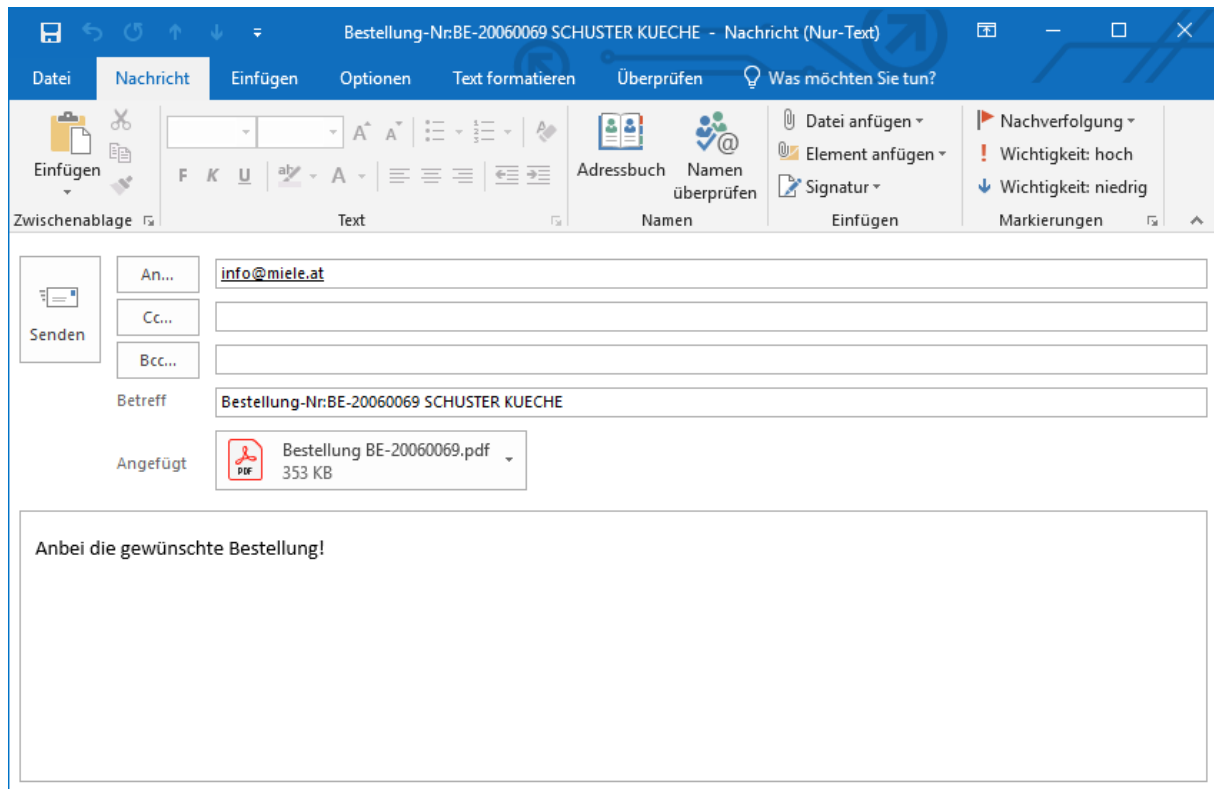 Bestellung-Nr:BE-20060069 SCHUSTER KUECHE - Nachricht (Nur-Text)
Datei Nachricht Einfügen Optionen Text formatieren Überprüfen Was möchten Sie tun?
Einfügen
Zwischenablage
F K U
Text
Adressbuch
Namen überprüfen
Namen
Datei anfügen
Element anfügen
Signatur
Einfügen
Nachverfolgung
Wichtigkeit: hoch
Wichtigkeit: niedrig
Markierungen
Senden
An... info@miele.at
Cc...
Bcc...
Betreff Bestellung-Nr:BE-20060069 SCHUSTER KUECHE
Angefügt
PDF
Bestellung BE-20060069.pdf
353 KB
Anbei die gewünschte Bestellung!